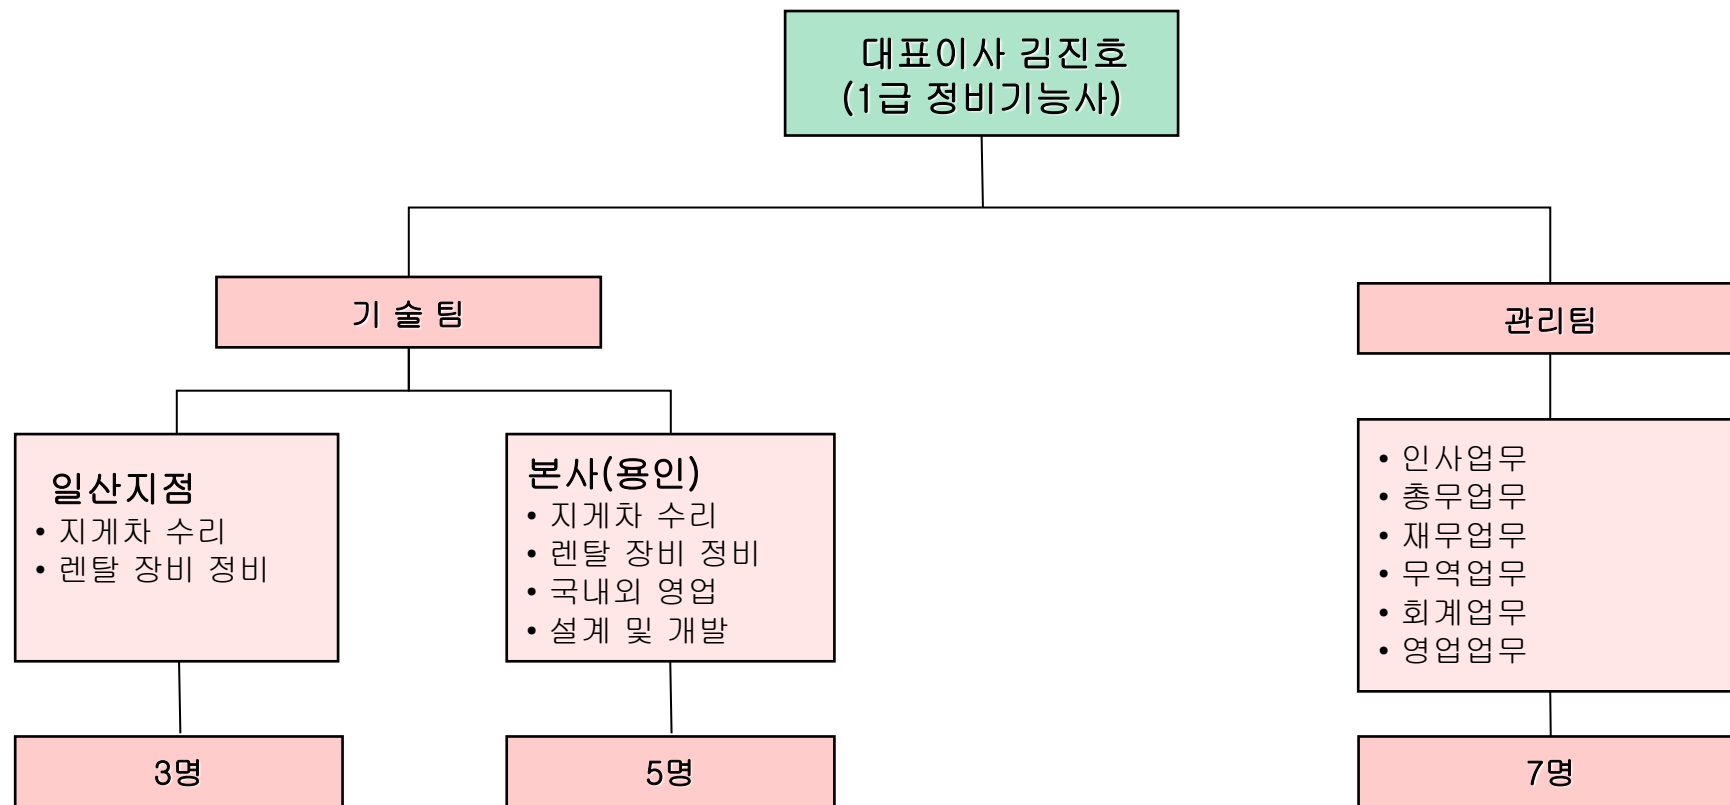 대표이사 김진호
(1급 정비기능사)
기 술 팀
관리팀
일산지점
• 지게차 수리
• 렌탈 장비 정비
본사(용인)
• 지게차 수리
• 렌탈 장비 정비
• 국내외 영업
• 설계 및 개발
• 인사업무
• 총무업무
• 재무업무
• 무역업무
• 회계업무
• 영업업무
3명
5명
7명